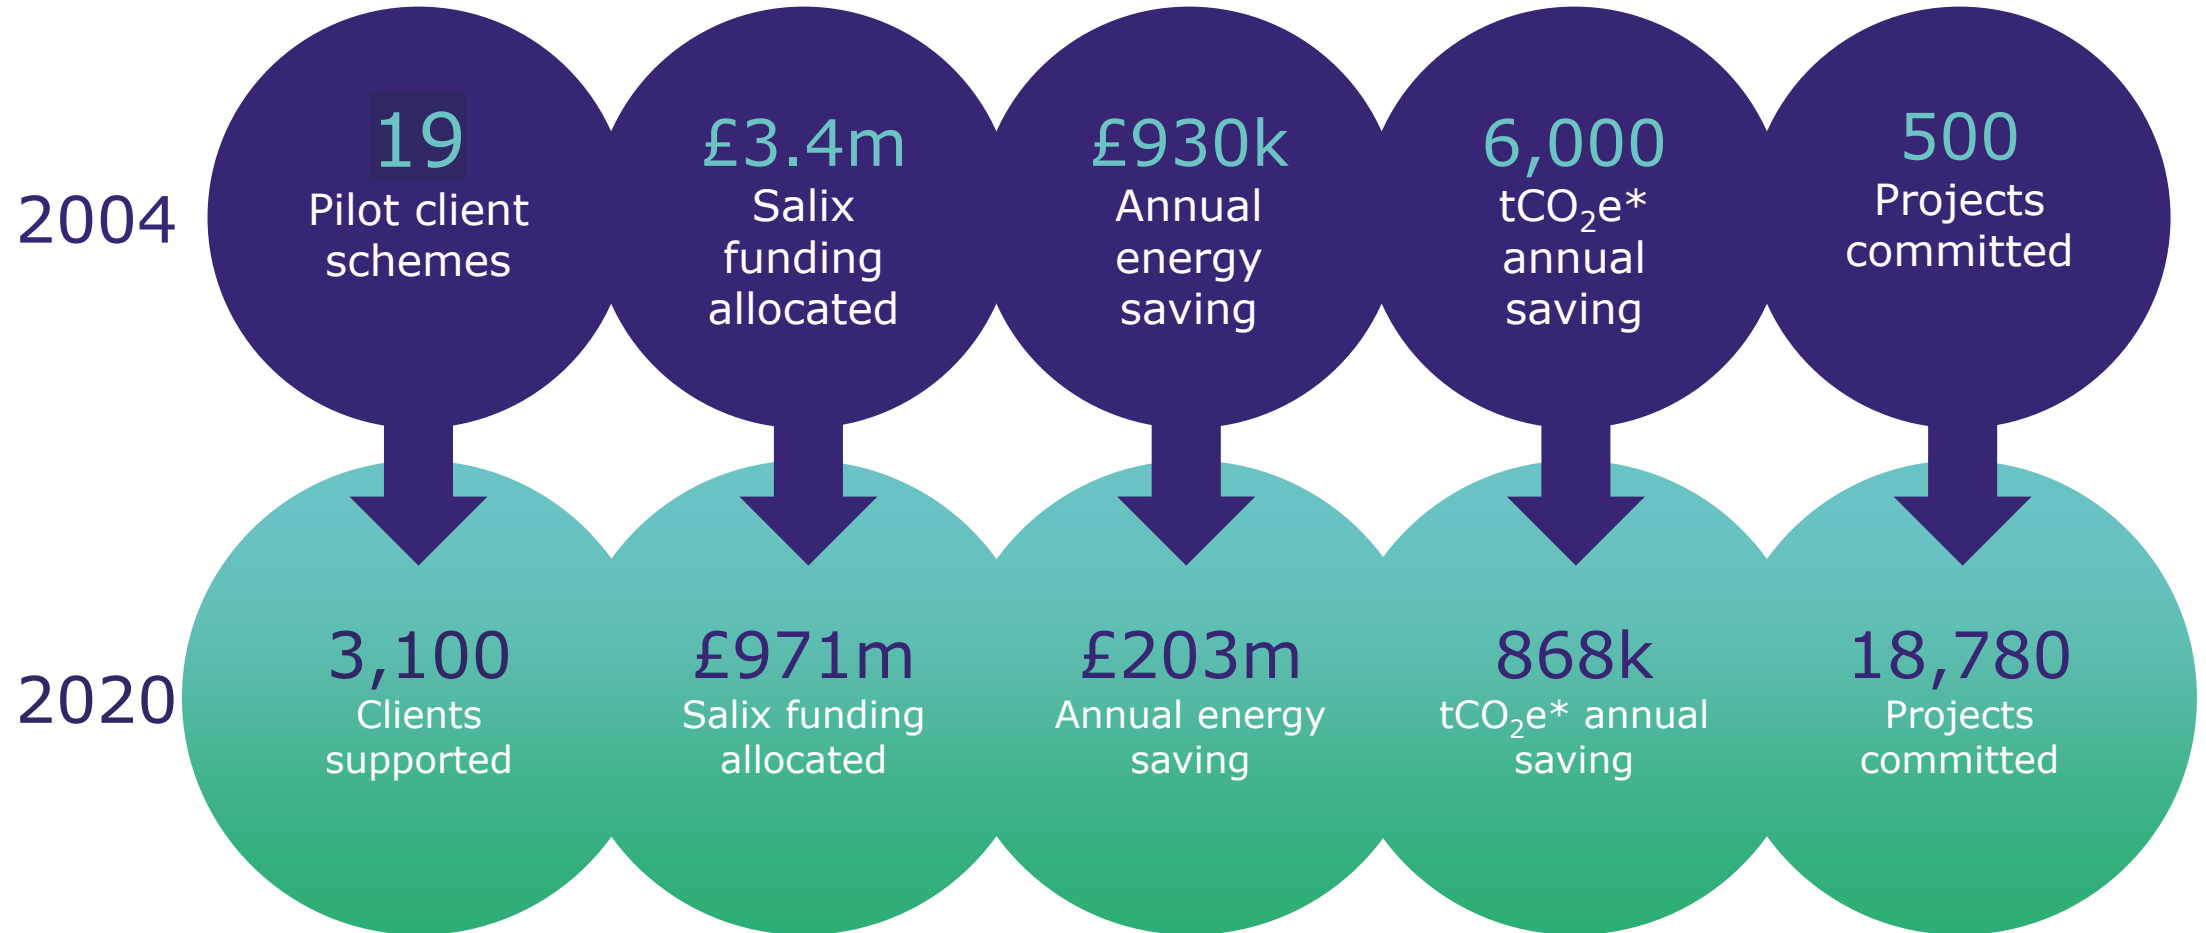 2004
19
Pilot client
schemes
£3.4m
Salix
funding
allocated
£930k
Annual
energy
saving
6,000
tCO₂e*
annual
saving
500
Projects
committed
2020
3,100
Clients
supported
£971m
Salix funding
allocated
£203m
Annual energy
saving
868k
tCO₂e* annual
saving
18,780
Projects
committed